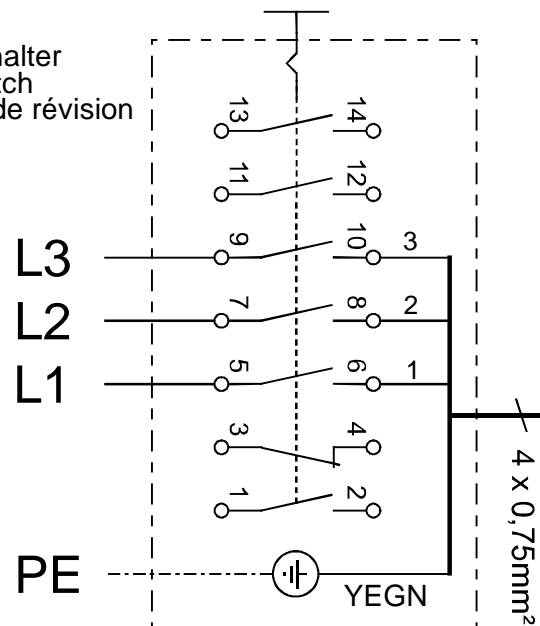 halter
tch
de révision
13 14
11 12
L3 9 10 3
L2 7 8 2
L1 5 6 1
3 4
1 2
4 x 0,75mm²
PE YEGN